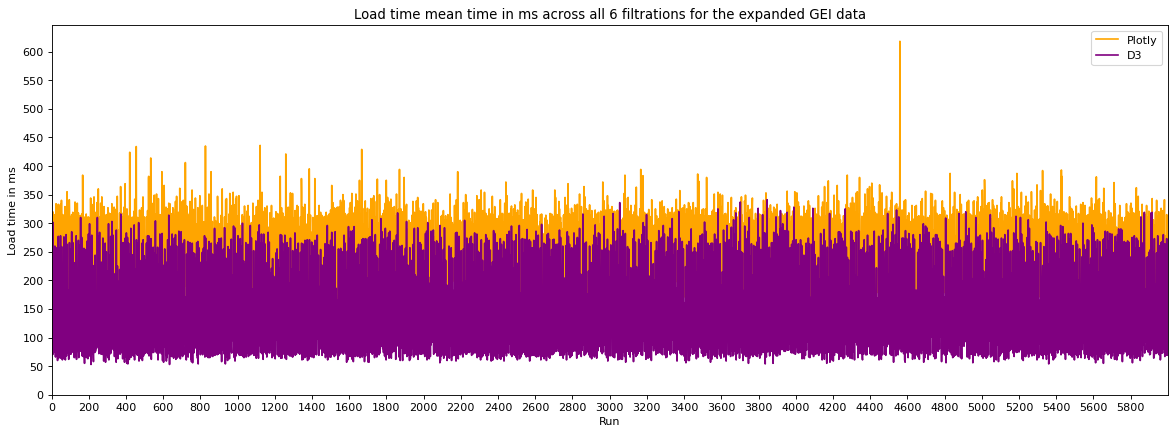 Load time mean time in ms across all 6 filtrations for the expanded GEI data
Plotly
D3
Load time in ms
600
550
500
450
400
350
300
250
200
150
100
50
0
0 200 400 600 800 1000 1200 1400 1600 1800 2000 2200 2400 2600 2800 3000 3200 3400 3600 3800 4000 4200 4400 4600 4800 5000 5200 5400 5600 5800
Run